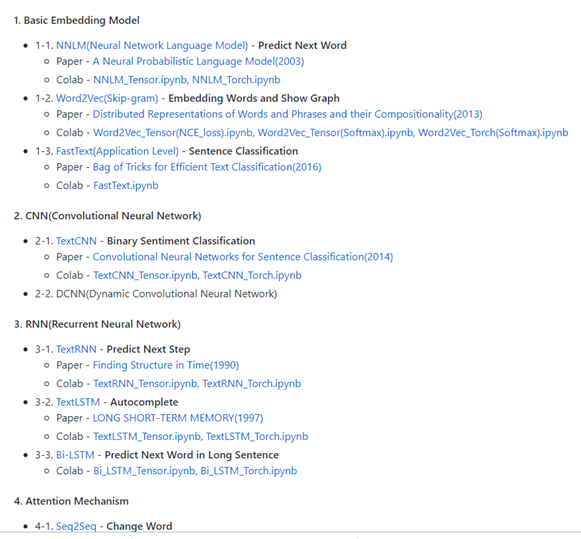 1. Basic Embedding Model
1-1. NNLM(Neural Network Language Model) - Predict Next Word
Paper - A Neural Probabilistic Language Model(2003)
Colab - NNLM_Tensor.ipynb, NNLM_Torch.ipynb
1-2. Word2Vec(Skip-gram) - Embedding Words and Show Graph
Paper - Distributed Representations of Words and Phrases and their Compositionality(2013)
Colab - Word2Vec_Tensor(NCE_loss).ipynb, Word2Vec_Tensor(Softmax).ipynb, Word2Vec_Torch(Softmax).ipynb
1-3. FastText(Application Level) - Sentence Classification
Paper - Bag of Tricks for Efficient Text Classification(2016)
Colab - FastText.ipynb
2. CNN(Convolutional Neural Network)
2-1. TextCNN - Binary Sentiment Classification
Paper - Convolutional Neural Networks for Sentence Classification(2014)
Colab - TextCNN_Tensor.ipynb, TextCNN_Torch.ipynb
2-2. DCNN(Dynamic Convolutional Neural Network)
3. RNN(Recurrent Neural Network)
3-1. TextRNN - Predict Next Step
Paper - Finding Structure in Time(1990)
Colab - TextRNN_Tensor.ipynb, TextRNN_Torch.ipynb
3-2. TextLSTM - Autocomplete
Paper - LONG SHORT-TERM MEMORY(1997)
Colab - TextLSTM_Tensor.ipynb, TextLSTM_Torch.ipynb
3-3. Bi-LSTM - Predict Next Word in Long Sentence
Colab - Bi_LSTM_Tensor.ipynb, Bi_LSTM_Torch.ipynb
4. Attention Mechanism
4-1. Seq2Seq - Change Word